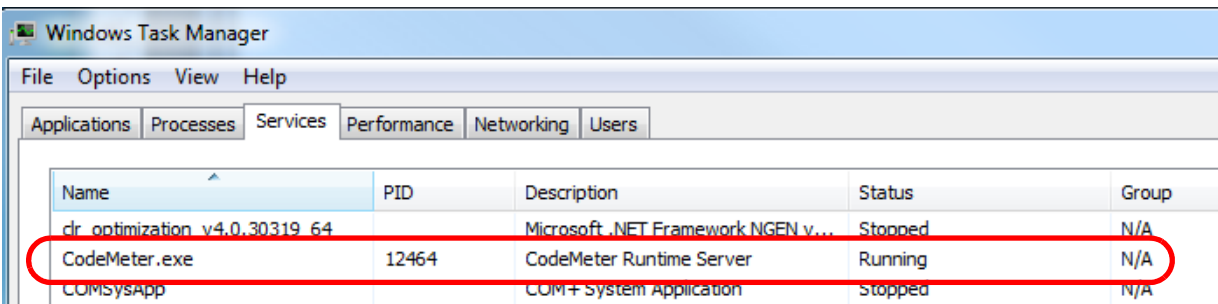 Windows Task Manager
File Options View Help
Applications Processes Services Performance Networking Users
Name PID Description Status Group
clr_optimization_v4.0.30319_64 Microsoft .NET Framework NGEN v... Stopped N/A
CodeMeter.exe 12464 CodeMeter Runtime Server Running N/A
COMSysApp COM+ System Application Stopped N/A